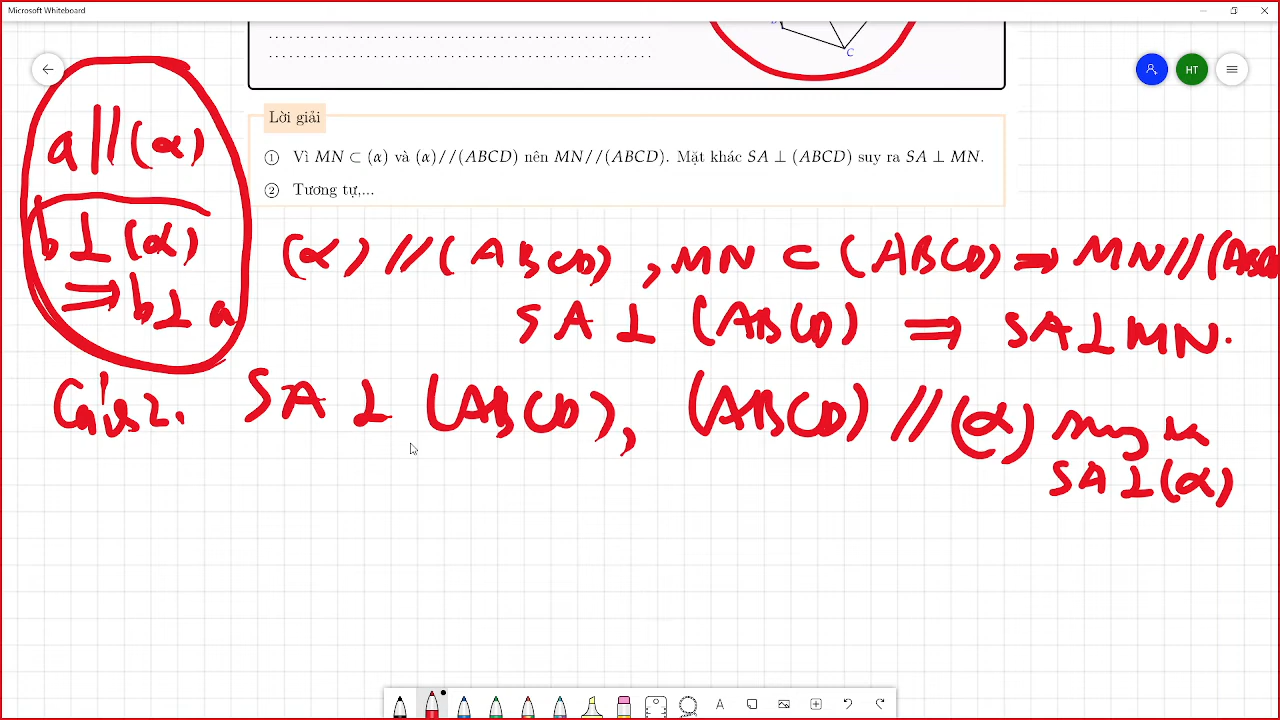 Microsoft Whiteboard
C
HT
Lời giải
① Vì MN ⊂ (α) và (α)//(ABCD) nên MN//(ABCD). Mặt khác SA ⊥ (ABCD) suy ra SA ⊥ MN.
② Tương tự,...
a // (α)
b ⊥ (α)
⇒ b ⊥ a
(α) // (ABCD), MN ⊂ (ABCD) ⇒ MN // (ABCD
SA ⊥ (ABCD) ⇒ SA ⊥ MN.
2. SA ⊥ (ABCD), (ABCD) // (α) suy ra
SA ⊥ (α)
A